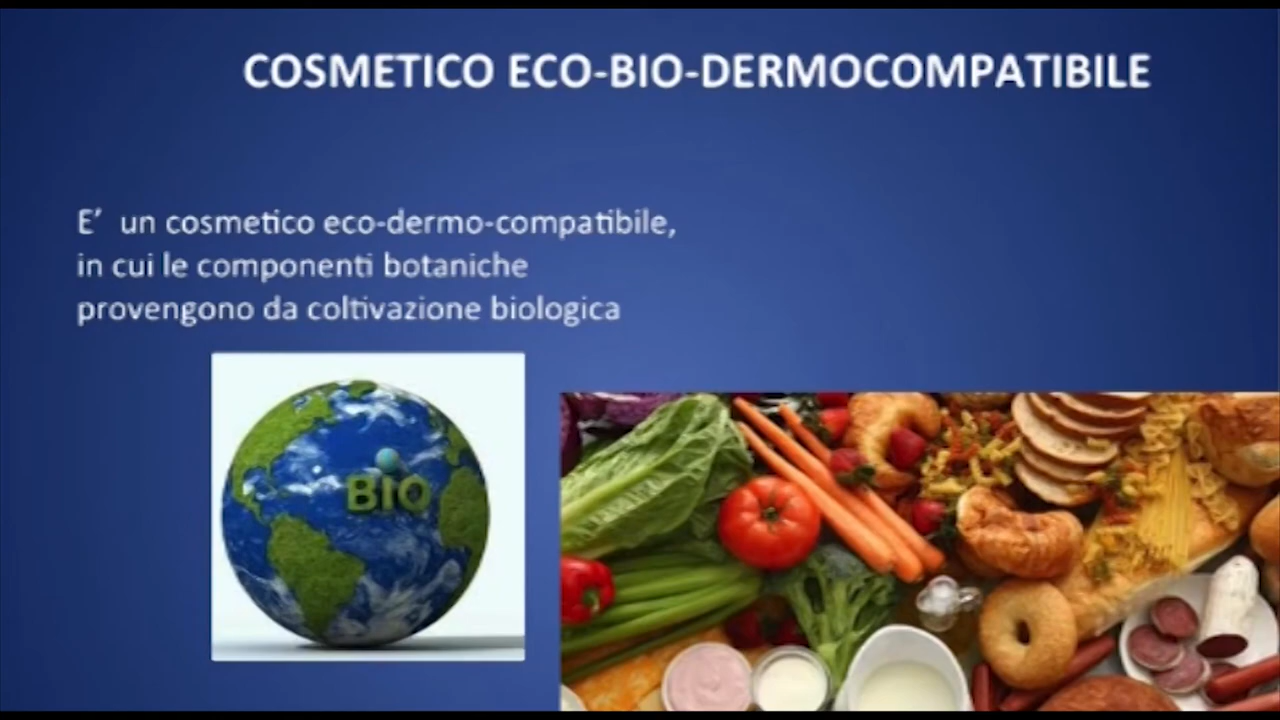 COSMETICO ECO-BIO-DERMOCOMPATIBILE
E’ un cosmetico eco-dermo-compatibile,
in cui le componenti botaniche
provengono da coltivazione biologica
BIO